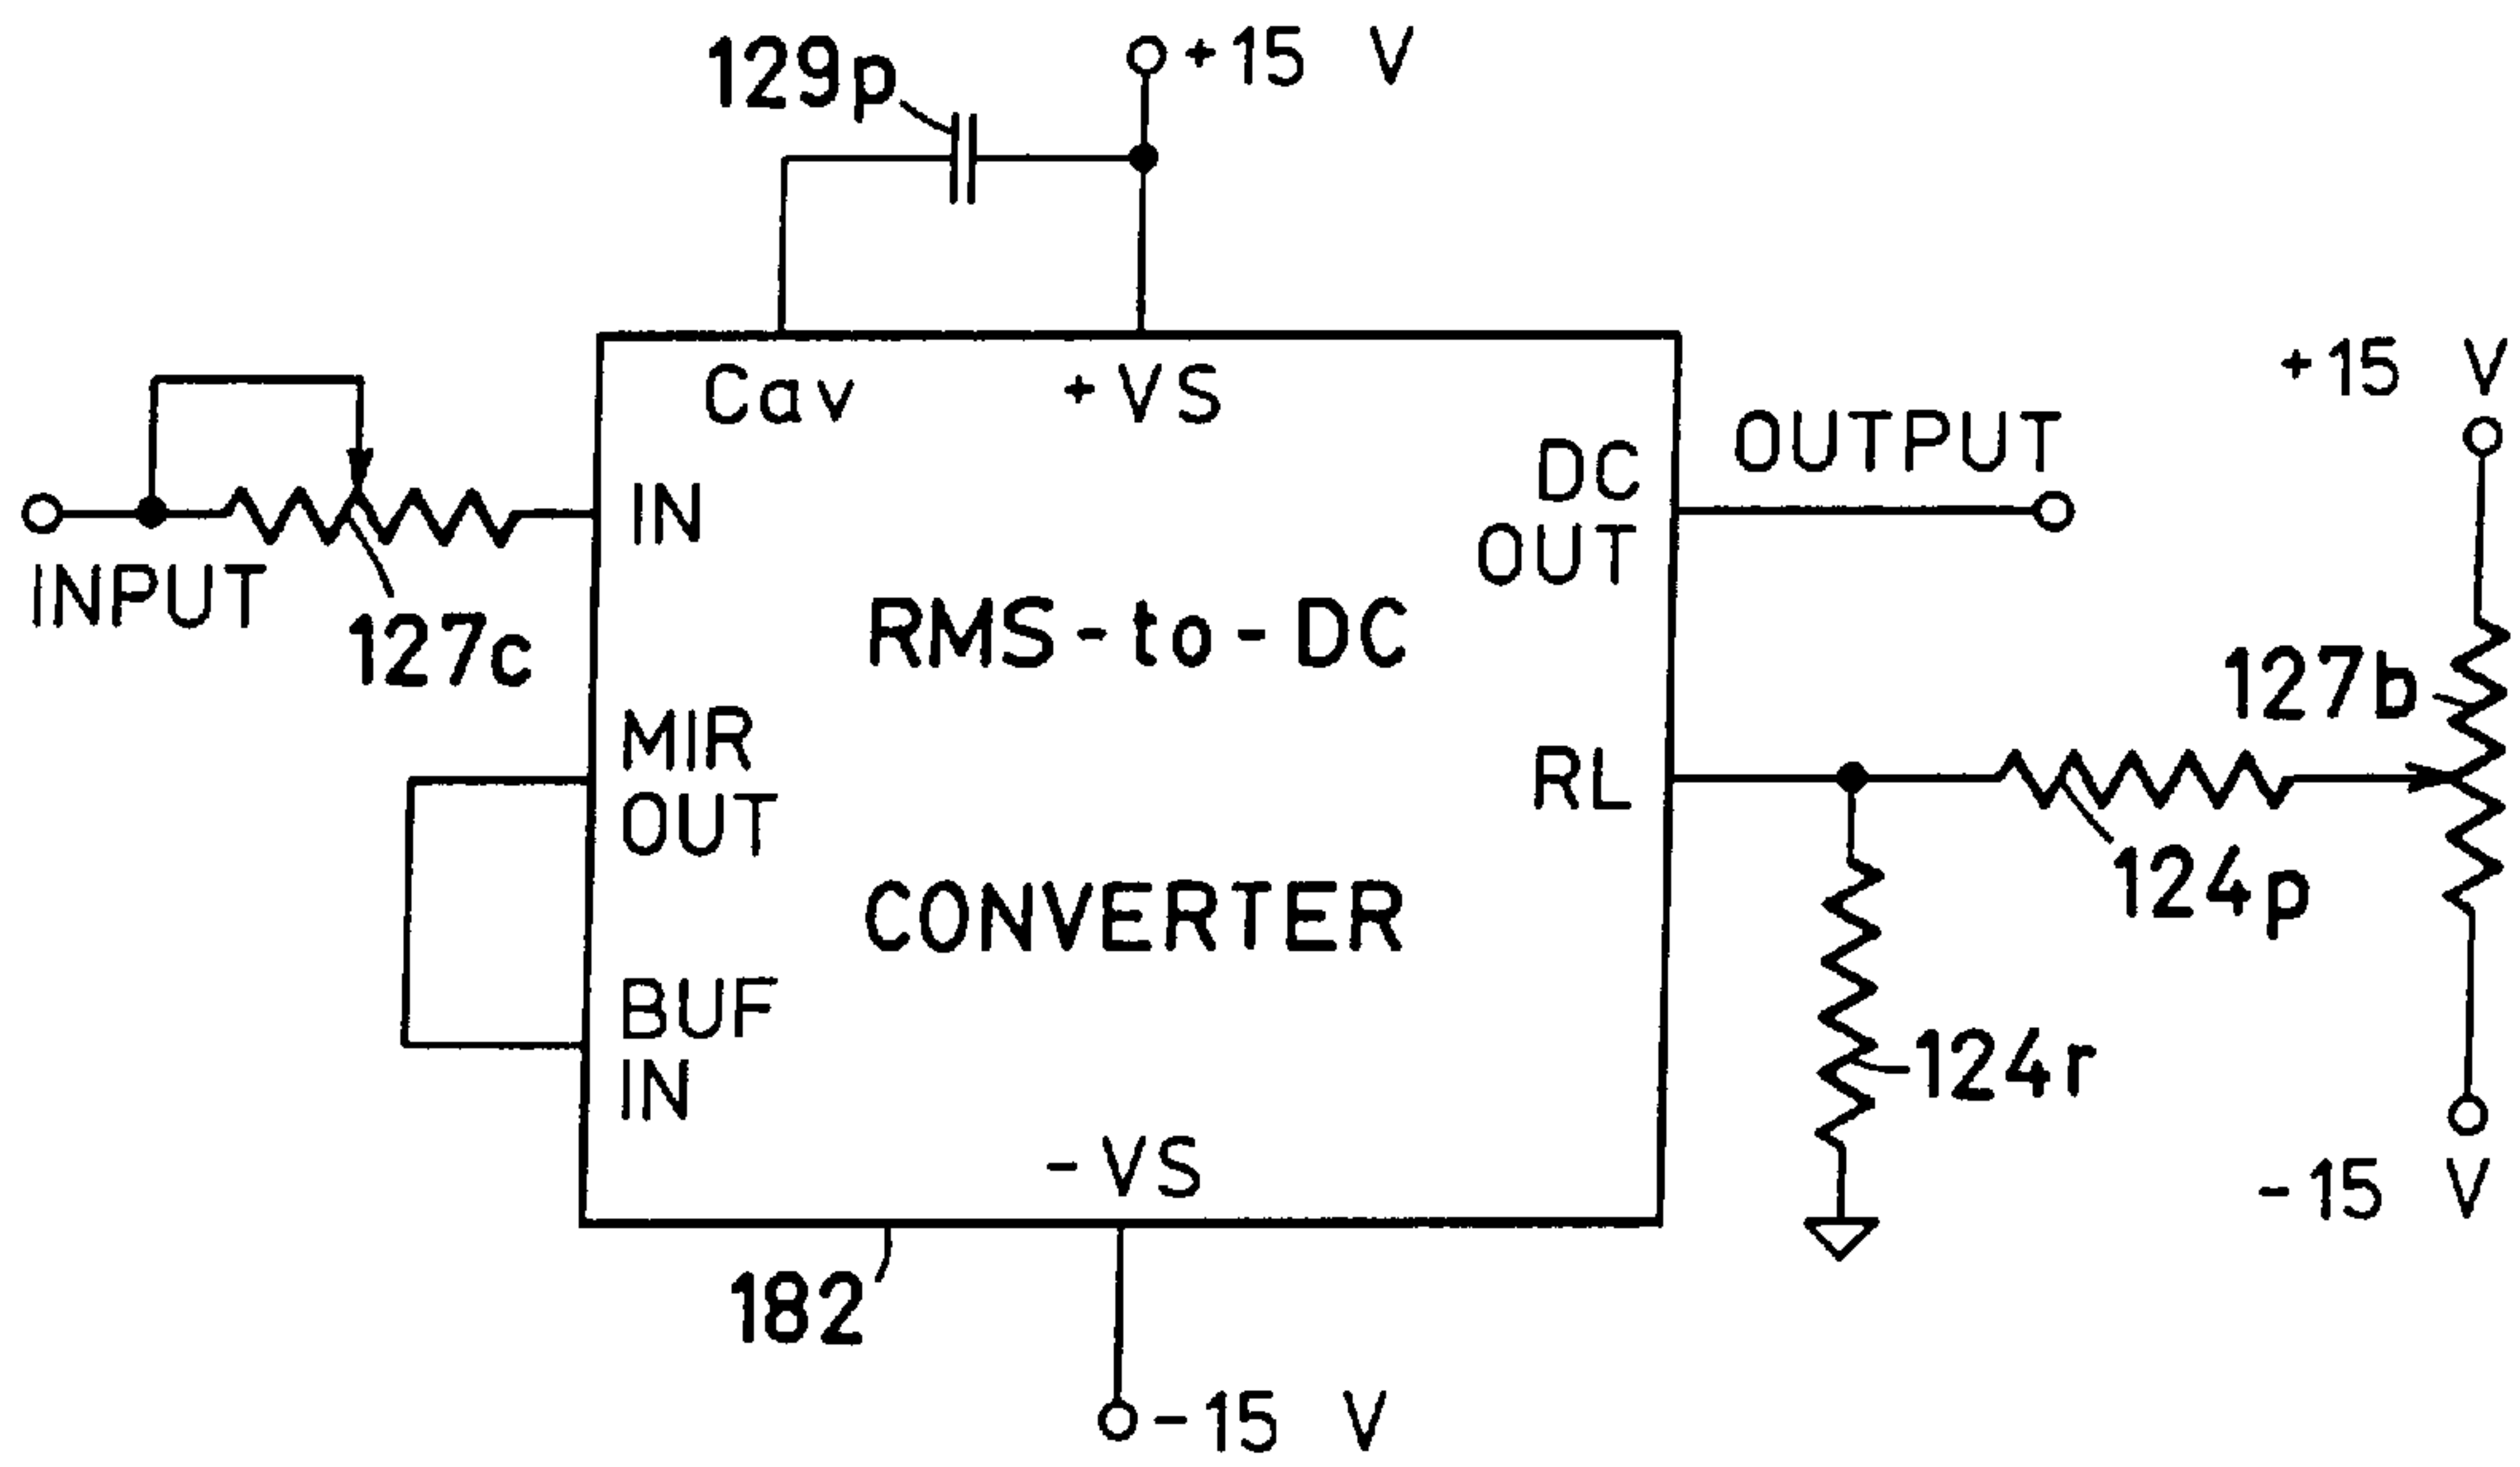 129p
+15 V
Cav
+VS
+15 V
DC
OUT
OUTPUT
IN
INPUT
127c
RMS-to-DC
127b
MIR
OUT
RL
124p
CONVERTER
BUF
IN
124r
-VS
-15 V
182
-15 V